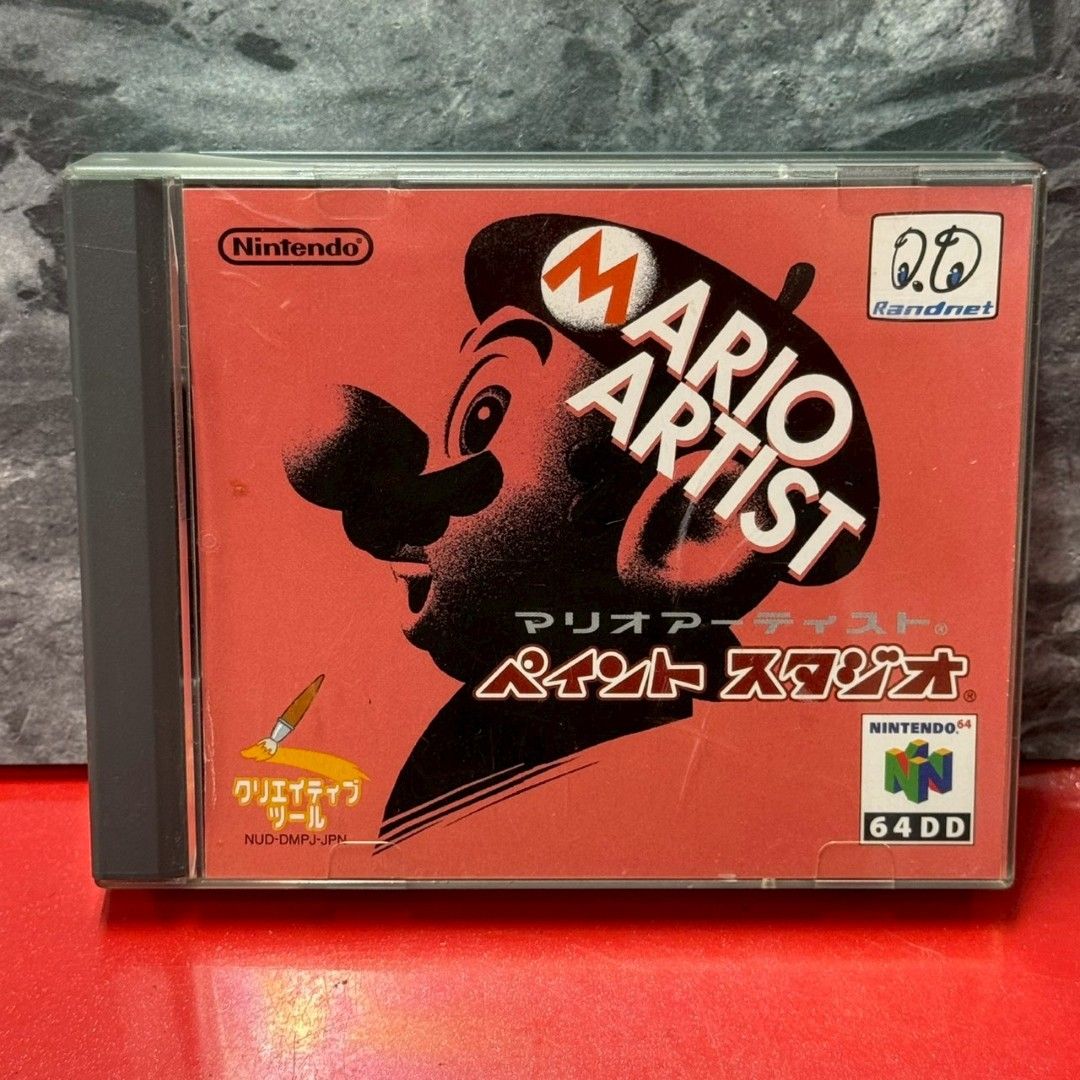 Nintendo®
Randnet
MARIO
ARTIST
マリオアーティスト®
ペイント スタジオ®
クリエイティブ
ツール
NUD-DMPJ-JPN
NINTENDO64
64DD